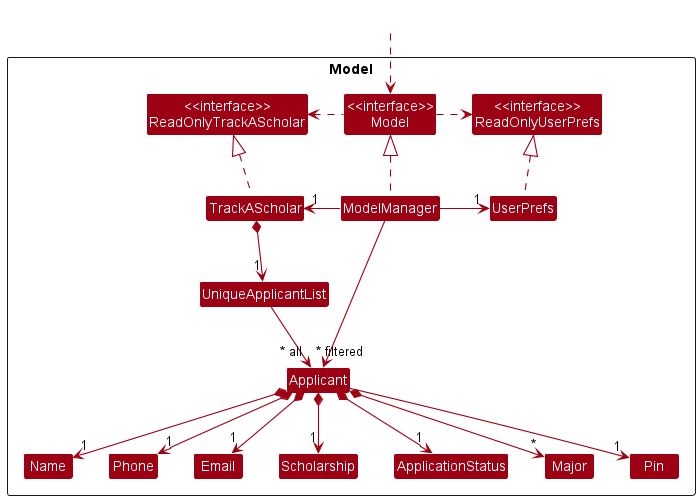 Model
<<interface>>
ReadOnlyTrackAScholar
<<interface>>
Model
<<interface>>
ReadOnlyUserPrefs
TrackAScholar
1
ModelManager
1
UserPrefs
1
UniqueApplicantList
* all
* filtered
Applicant
1
1
1
1
1
*
1
Name
Phone
Email
Scholarship
ApplicationStatus
Major
Pin